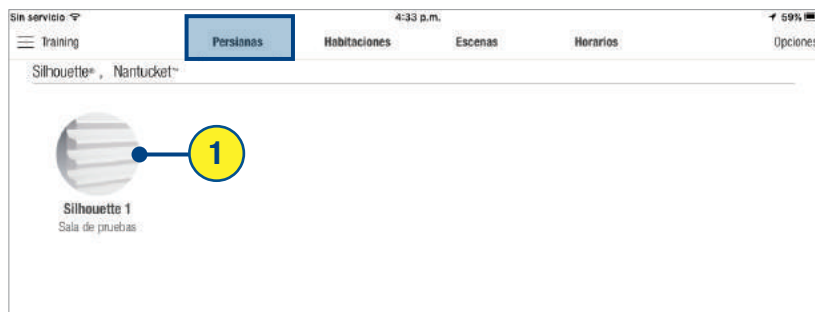 Sin servicio 4:33 p.m. 59%
Training Persianas Habitaciones Escenas Horarios Opciones
Silhouette® , Nantucket™
1
Silhouette 1
Sala de pruebas